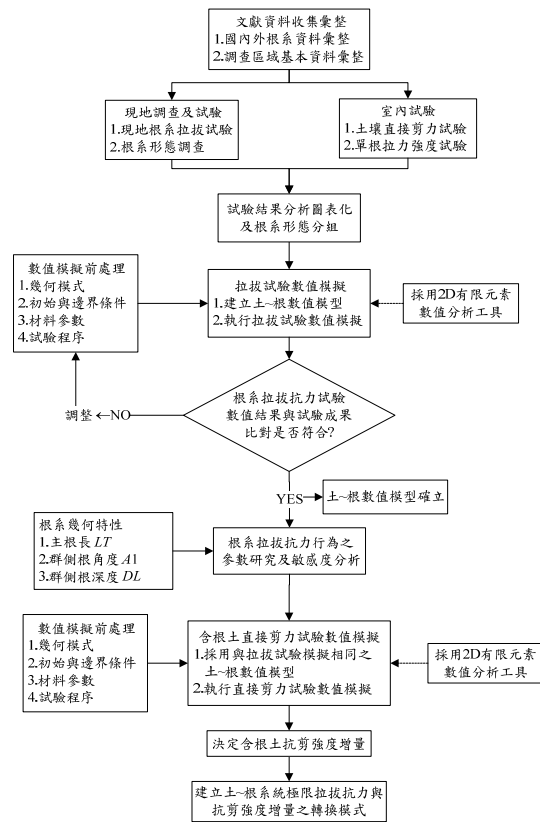 文獻資料收集彙整
1.國內外根系資料彙整
2.調查區域基本資料彙整
現地調查及試驗
1.現地根系拉拔試驗
2.根系形態調查
室內試驗
1.土壤直接剪力試驗
2.單根拉力強度試驗
試驗結果分析圖表化
及根系形態分組
數值模擬前處理
1.幾何模式
2.初始與邊界條件
3.材料參數
4.試驗程序
拉拔試驗數值模擬
1.建立土~根數值模型
2.執行拉拔試驗數值模擬
採用2D有限元素
數值分析工具
根系拉拔抗力試驗
數值結果與試驗成果
比對是否符合?
調整 ←NO
YES
土~根數值模型確立
根系幾何特性
1.主根長 LT
2.群側根角度 A1
3.群側根深度 DL
根系拉拔抗力行為之
參數研究及敏感度分析
數值模擬前處理
1.幾何模式
2.初始與邊界條件
3.材料參數
4.試驗程序
含根土直接剪力試驗數值模擬
1.採用與拉拔試驗模擬相同之
土~根數值模型
2.執行直接剪力試驗數值模擬
採用2D有限元素
數值分析工具
決定含根土抗剪強度增量
建立土~根系統極限拉拔抗力與
抗剪強度增量之轉換模式